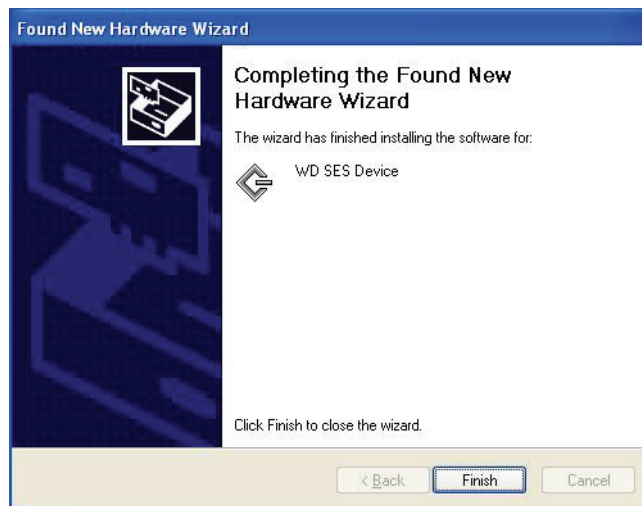 Found New Hardware Wizard
Completing the Found New
Hardware Wizard
The wizard has finished installing the software for:
WD SES Device
Click Finish to close the wizard.
< Back
Finish
Cancel